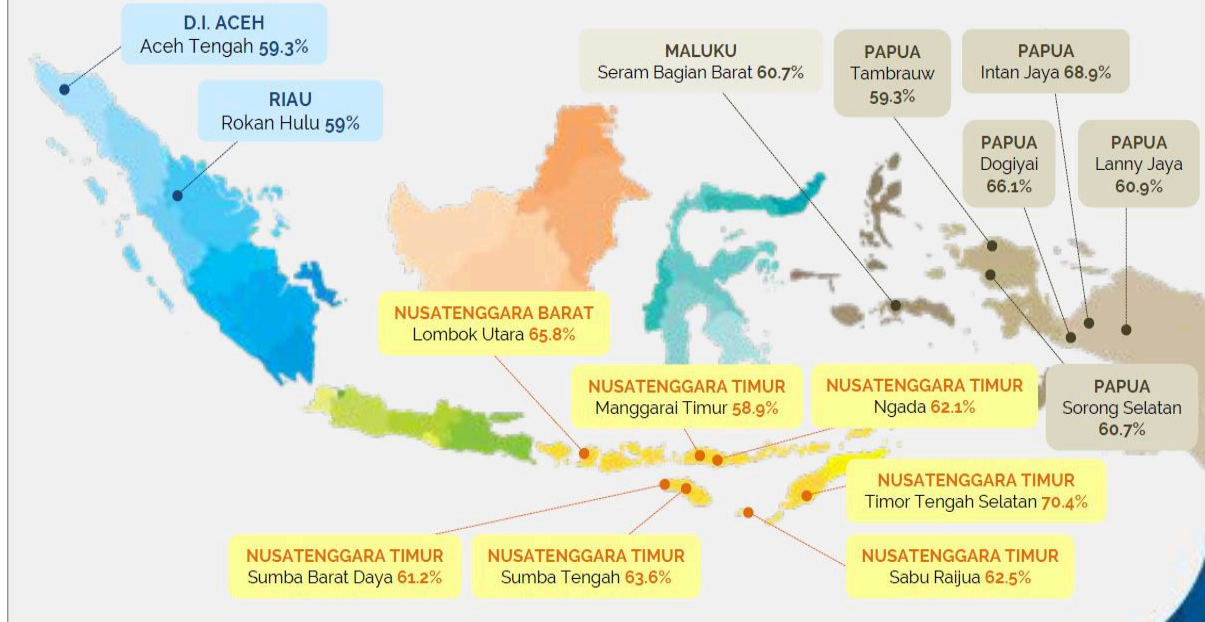 D.I. ACEH
Aceh Tengah 59.3%
RIAU
Rokan Hulu 59%
MALUKU
Seram Bagian Barat 60.7%
PAPUA
Tambrauw
59.3%
PAPUA
Intan Jaya 68.9%
PAPUA
Dogiyai
66.1%
PAPUA
Lanny Jaya
60.9%
NUSATENGGARA BARAT
Lombok Utara 65.8%
NUSATENGGARA TIMUR
Manggarai Timur 58.9%
NUSATENGGARA TIMUR
Ngada 62.1%
PAPUA
Sorong Selatan
60.7%
NUSATENGGARA TIMUR
Timor Tengah Selatan 70.4%
NUSATENGGARA TIMUR
Sumba Barat Daya 61.2%
NUSATENGGARA TIMUR
Sumba Tengah 63.6%
NUSATENGGARA TIMUR
Sabu Raijua 62.5%